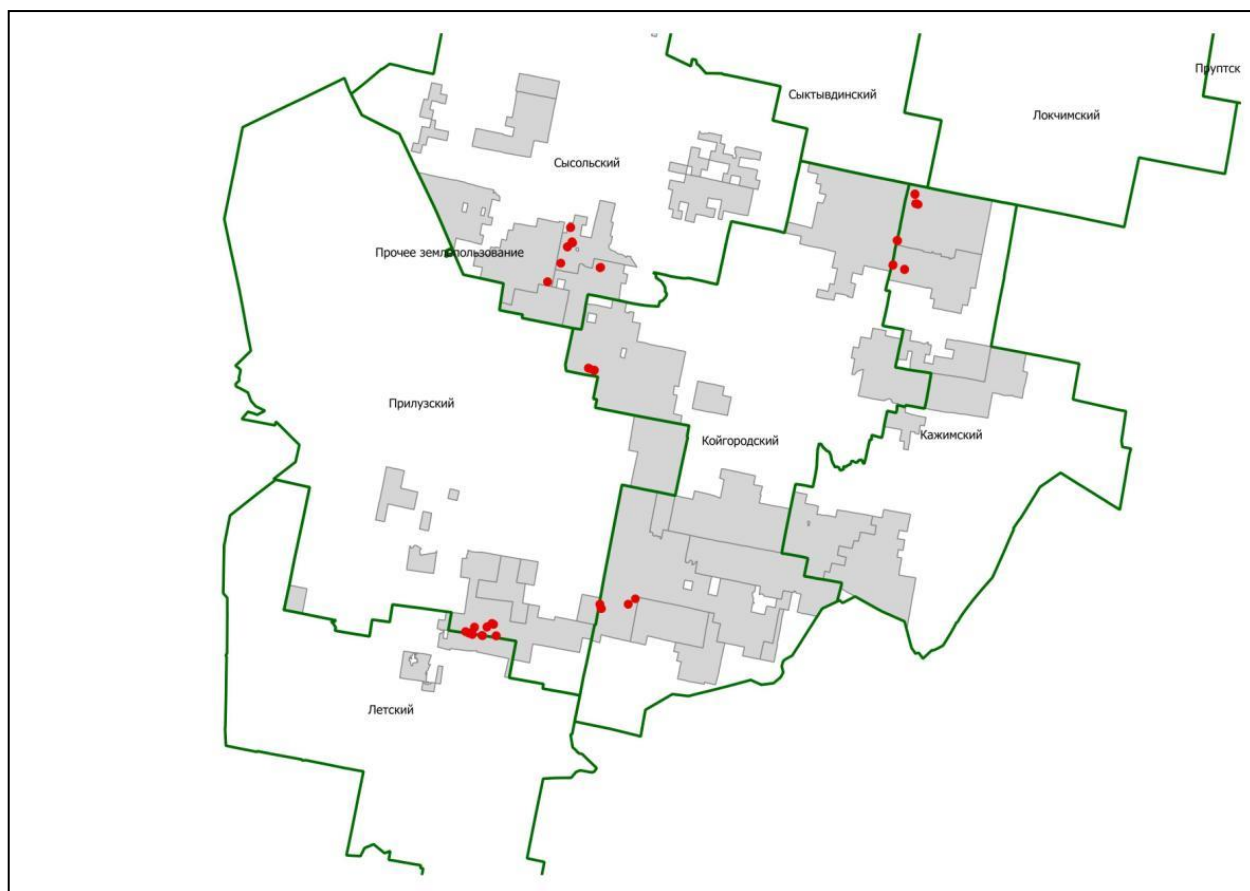 Пруптск
Сыктывдинский
Локчимский
Сысольский
Прочее землепользование
Прилузский
Койгородский
Кажимский
Летский